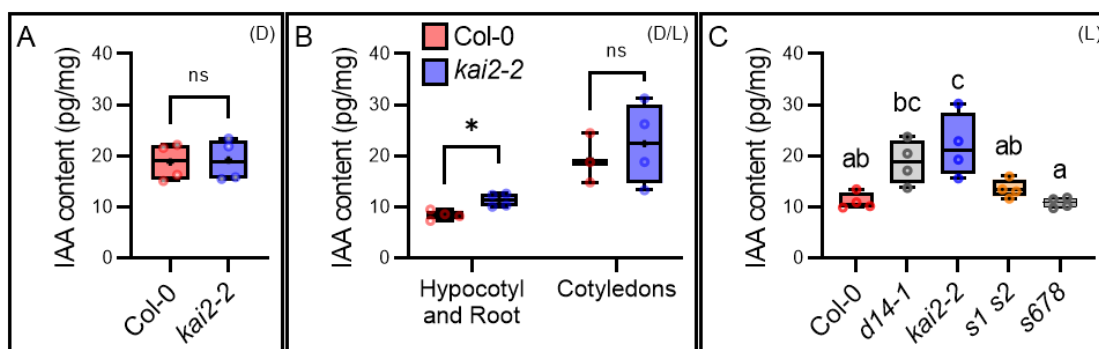 A
(D)
IAA content (pg/mg)
40
30
20
10
0
ns
Col-0
kai2-2
B
(D/L)
IAA content (pg/mg)
40
30
20
10
0
Col-0
kai2-2
*
ns
Hypocotyl
and Root
Cotyledons
C
(L)
IAA content (pg/mg)
40
30
20
10
0
ab
bc
c
ab
a
Col-0
d14-1
kai2-2
s1 s2
s678